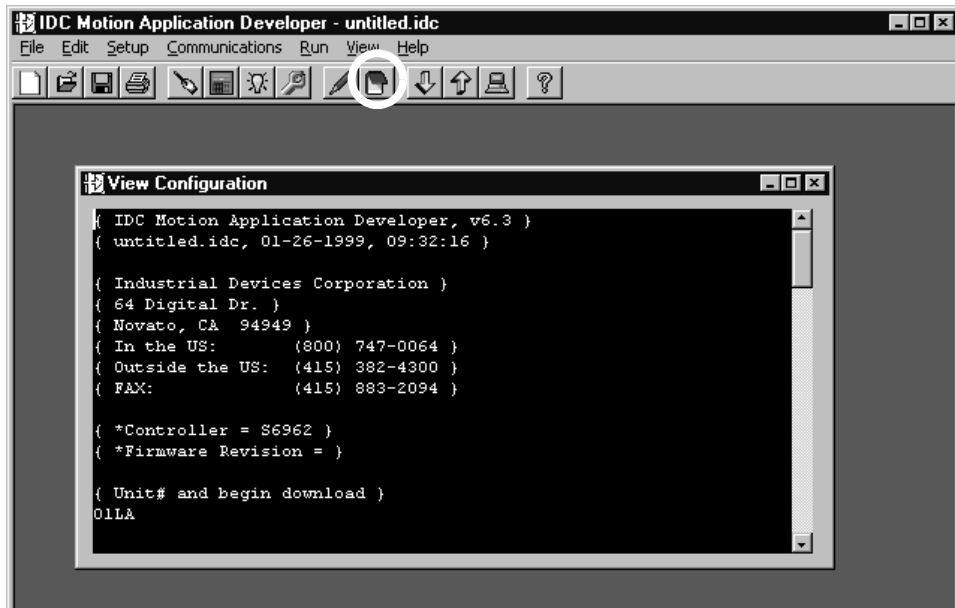 IDC Motion Application Developer - untitled.idc
File Edit Setup Communications Run View Help
View Configuration
{ IDC Motion Application Developer, v6.3 }
{ untitled.idc, 01-26-1999, 09:32:16 }
{ Industrial Devices Corporation }
{ 64 Digital Dr. }
{ Novato, CA 94949 }
{ In the US: (800) 747-0064 }
{ Outside the US: (415) 382-4300 }
{ FAX: (415) 883-2094 }
{ *Controller = S6962 }
{ *Firmware Revision = }
{ Unit# and begin download }
01LA